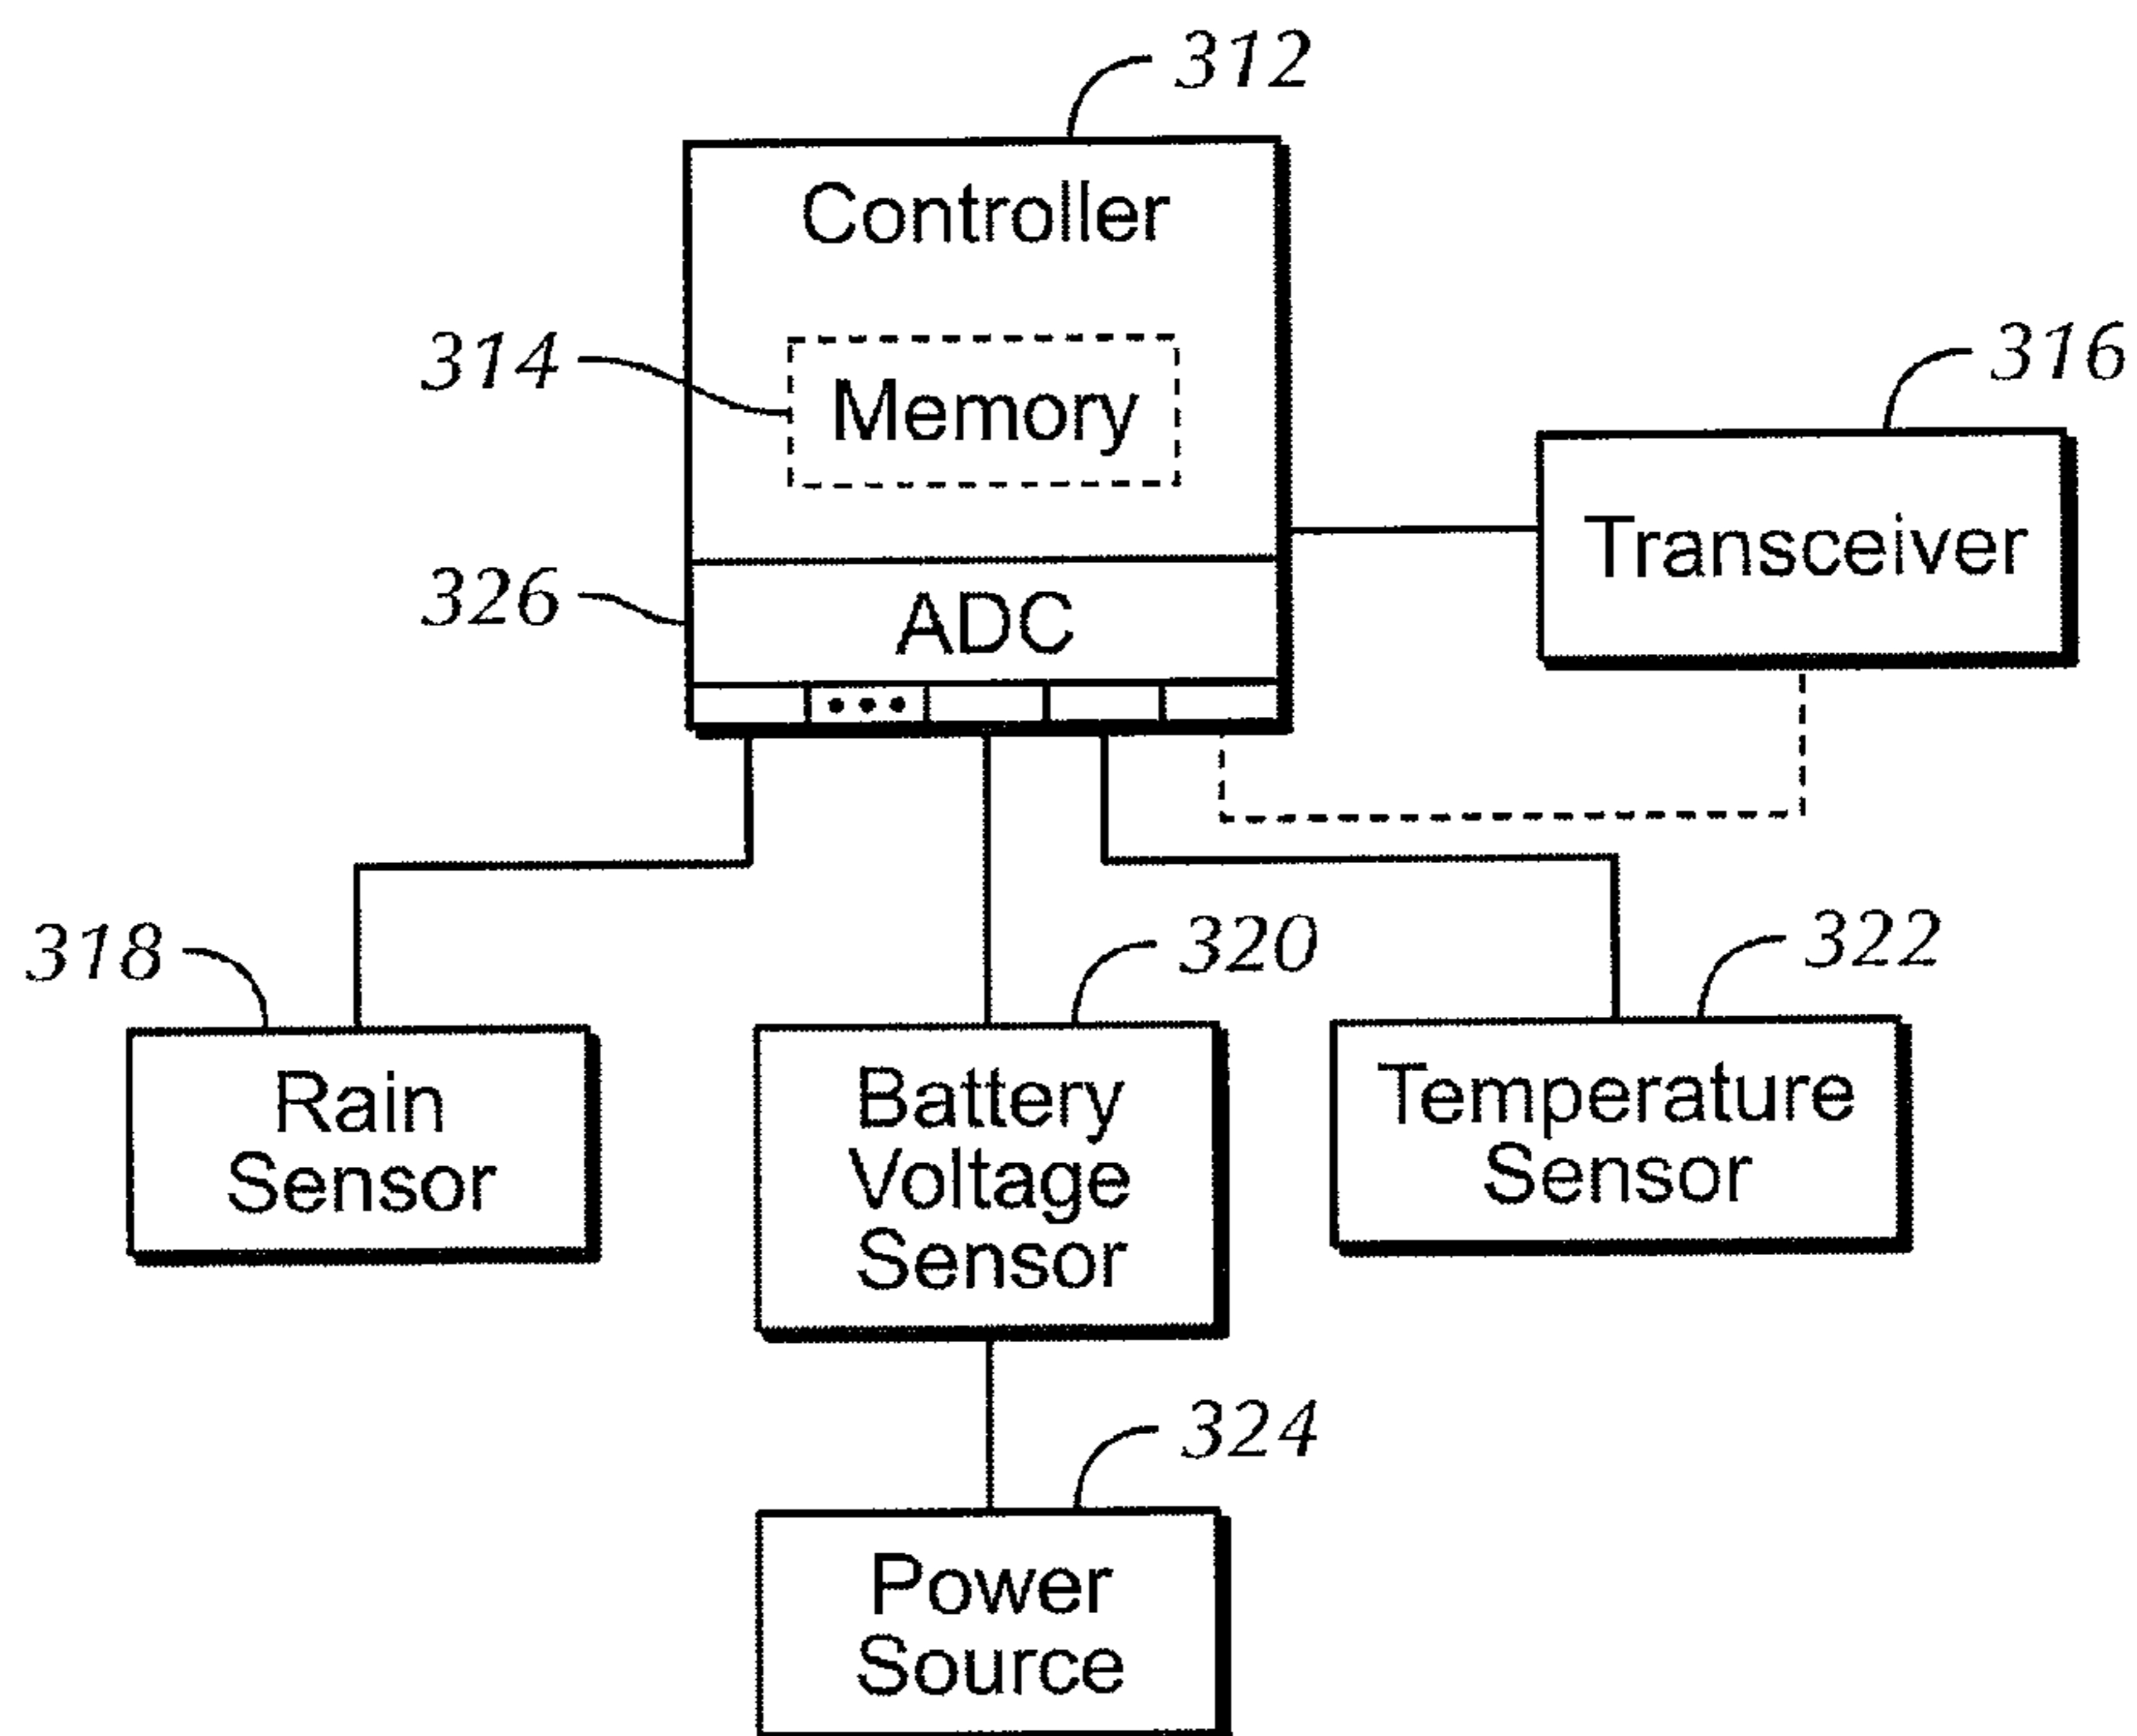 312
Controller
314
Memory
316
Transceiver
326
ADC
318
320
322
Rain
Sensor
Battery
Voltage
Sensor
Temperature
Sensor
324
Power
Source